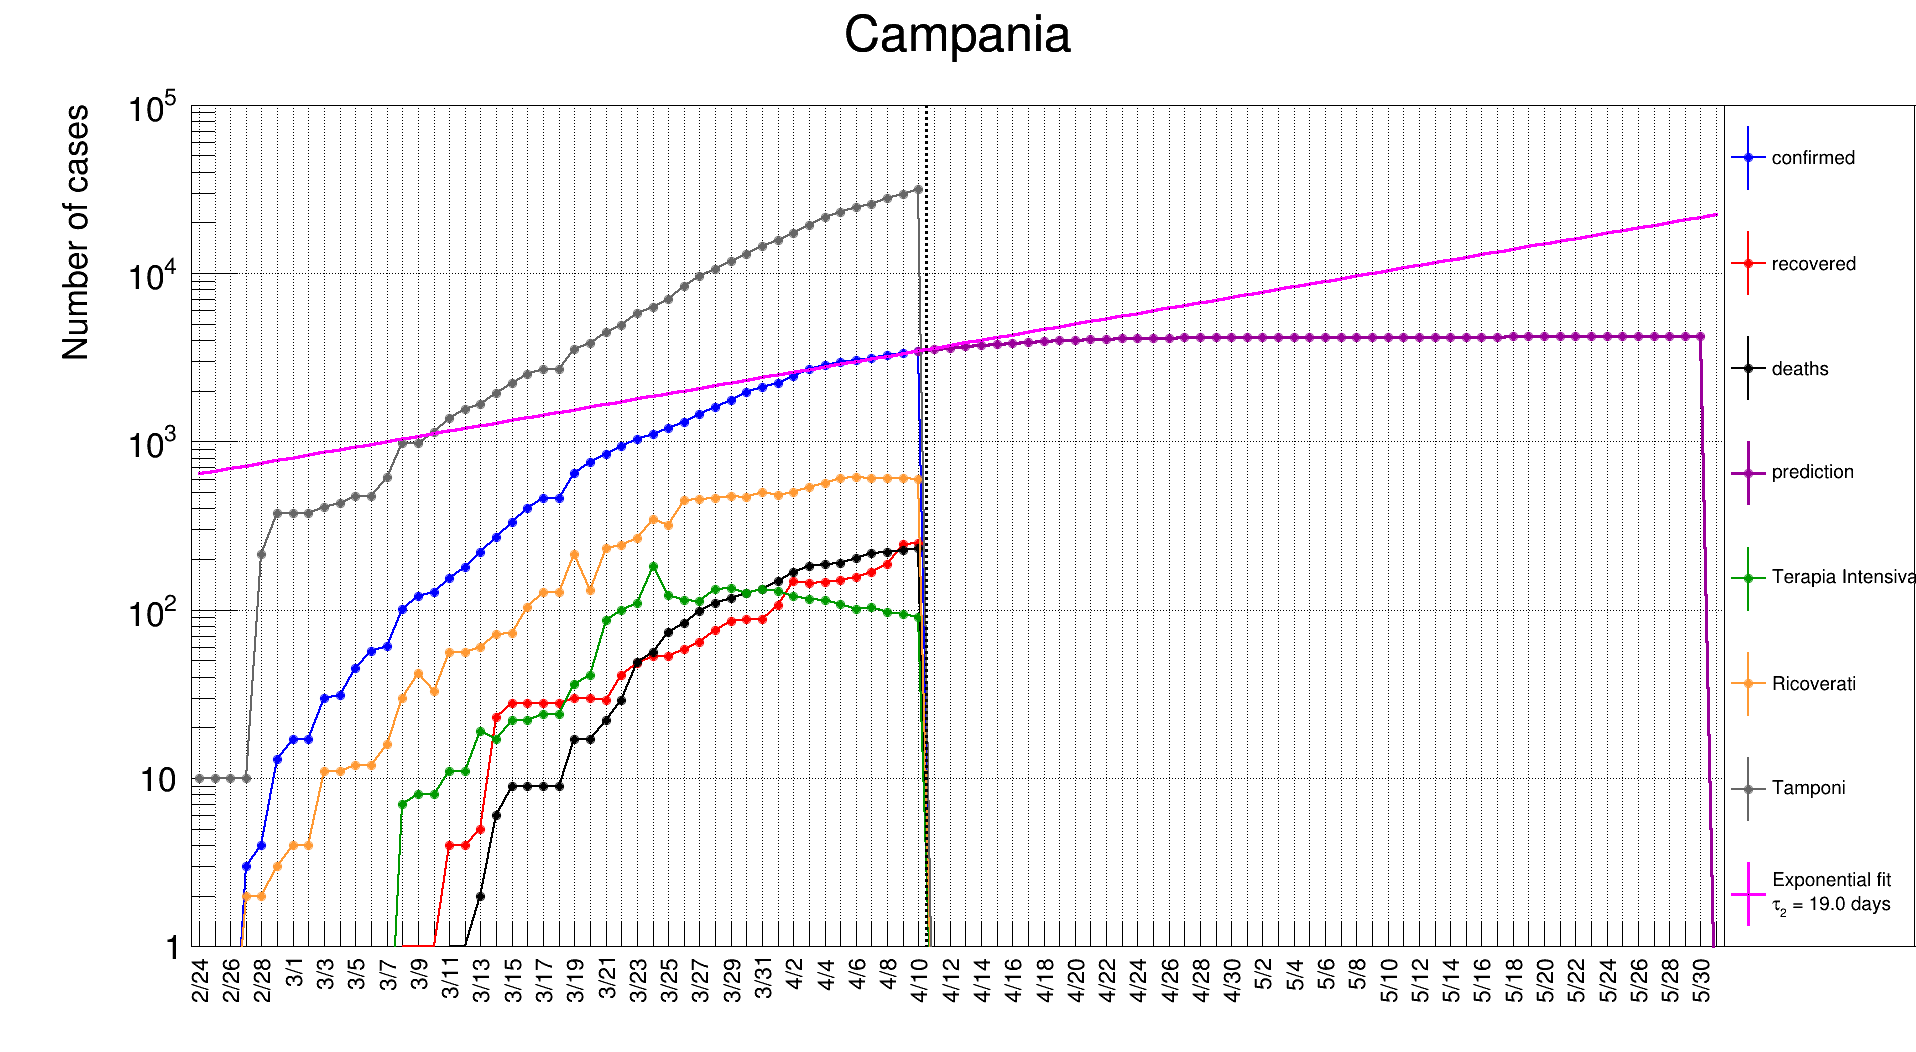 Campania
Number of cases
10^5
10^4
10^3
10^2
10
1
2/24 2/26 2/28 3/1 3/3 3/5 3/7 3/9 3/11 3/13 3/15 3/17 3/19 3/21 3/23 3/25 3/27 3/29 3/31 4/2 4/4 4/6 4/8 4/10 4/12 4/14 4/16 4/18 4/20 4/22 4/24 4/26 4/28 4/30 5/2 5/4 5/6 5/8 5/10 5/12 5/14 5/16 5/18 5/20 5/22 5/24 5/26 5/28 5/30
confirmed
recovered
deaths
prediction
Terapia Intensiva
Ricoverati
Tamponi
Exponential fit
τ_2 = 19.0 days